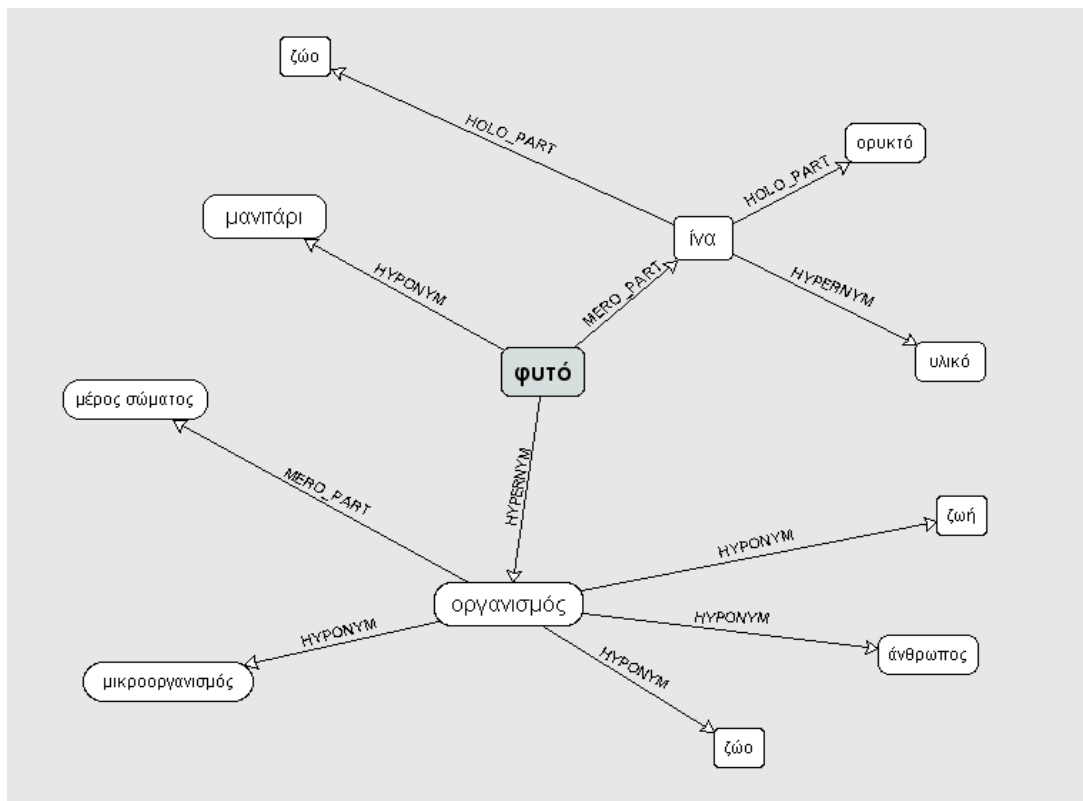 ζώο
HOLO_PART
ορυκτό
HOLO_PART
μανιτάρι
ίνα
HYPONYM
MERO_PART
HYPERNYM
υλικό
φυτό
μέρος σώματος
HYPERNYM
MERO_PART
ζωή
HYPONYM
οργανισμός
HYPONYM
HYPONYM
άνθρωπος
HYPONYM
μικροοργανισμός
ζώο